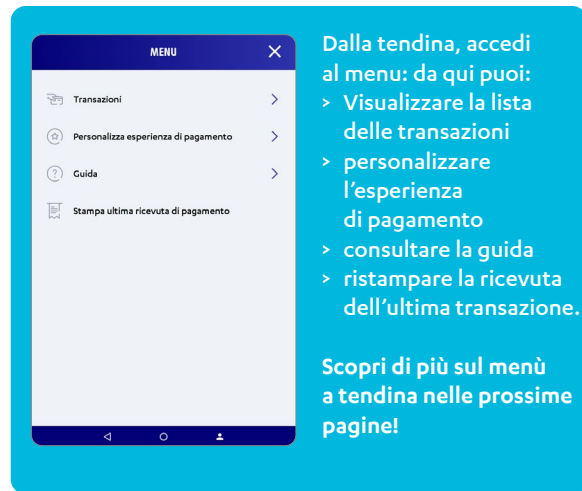 MENU
Transazioni
Personalizza esperienza di pagamento
Guida
Stampa ultima ricevuta di pagamento
Dalla tendina, accedi
al menu: da qui puoi:
> Visualizzare la lista
delle transazioni
> personalizzare
l’esperienza
di pagamento
> consultare la guida
> ristampare la ricevuta
dell’ultima transazione.
Scopri di più sul menù
a tendina nelle prossime
pagine!